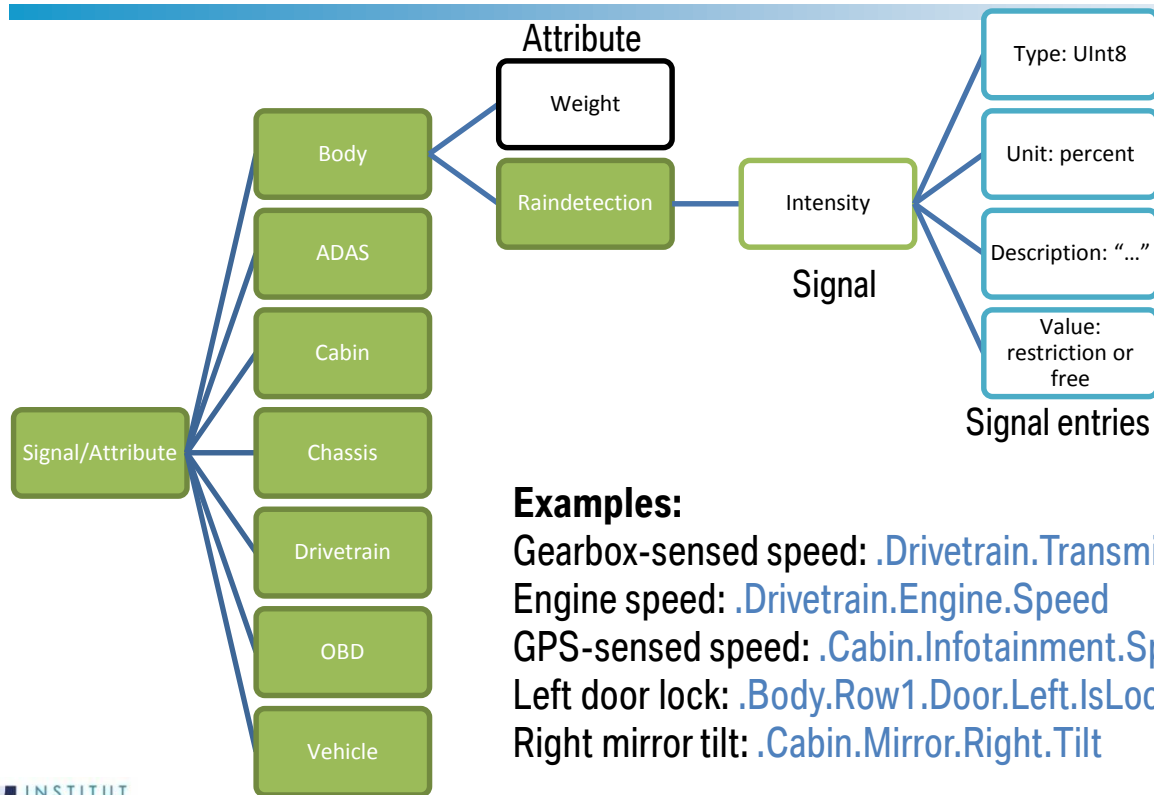 Attribute
Type: UInt8
Weight
Body
Unit: percent
Raindetection
Intensity
ADAS
Description: “…”
Signal
Value:
restriction or
free
Cabin
Signal entries
Signal/Attribute
Chassis
Examples:
Drivetrain
Gearbox-sensed speed: .Drivetrain.
Engine speed: .Drivetrain.Engine.Speed
OBD
GPS-sensed speed: .Cabin.Infotainment.
Left door lock: .Body.Row1.Door.Left.
Vehicle
Right mirror tilt: .Cabin.Mirror.Right.Tilt
INSTITUT